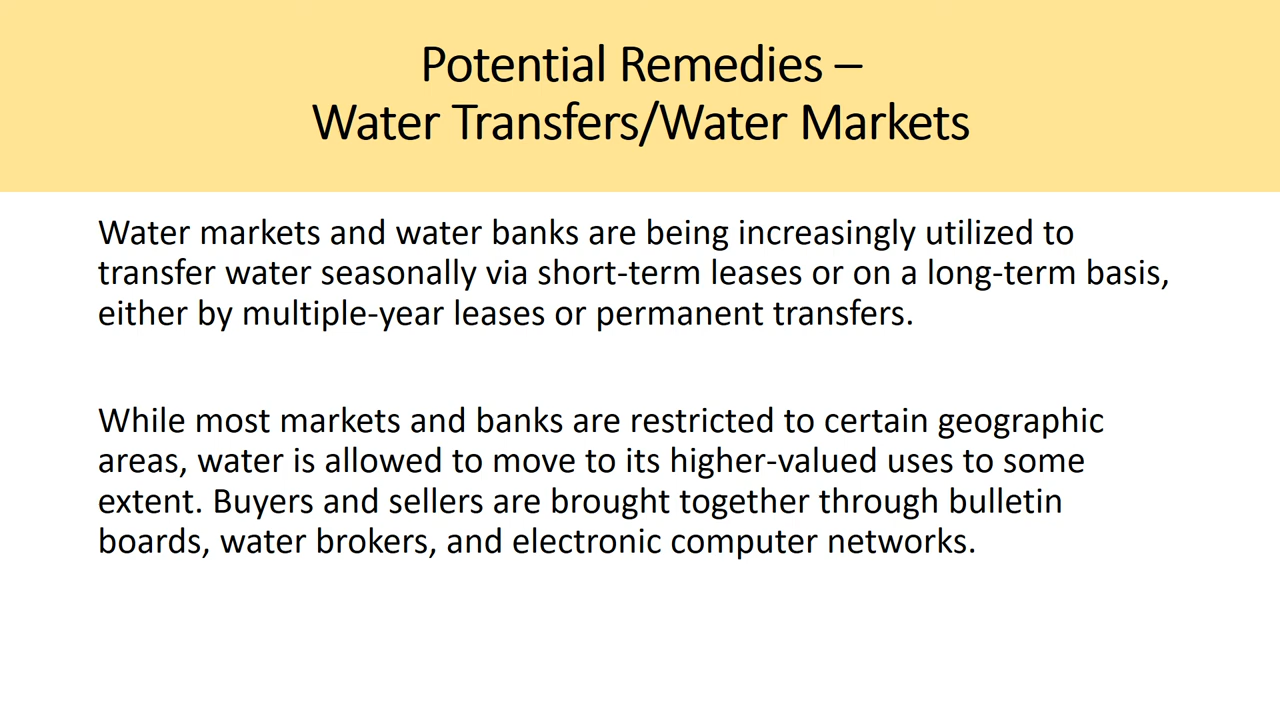 Potential Remedies –
Water Transfers/Water Markets
Water markets and water banks are being increasingly utilized to
transfer water seasonally via short-term leases or on a long-term basis,
either by multiple-year leases or permanent transfers.
While most markets and banks are restricted to certain geographic
areas, water is allowed to move to its higher-valued uses to some
extent. Buyers and sellers are brought together through bulletin
boards, water brokers, and electronic computer networks.